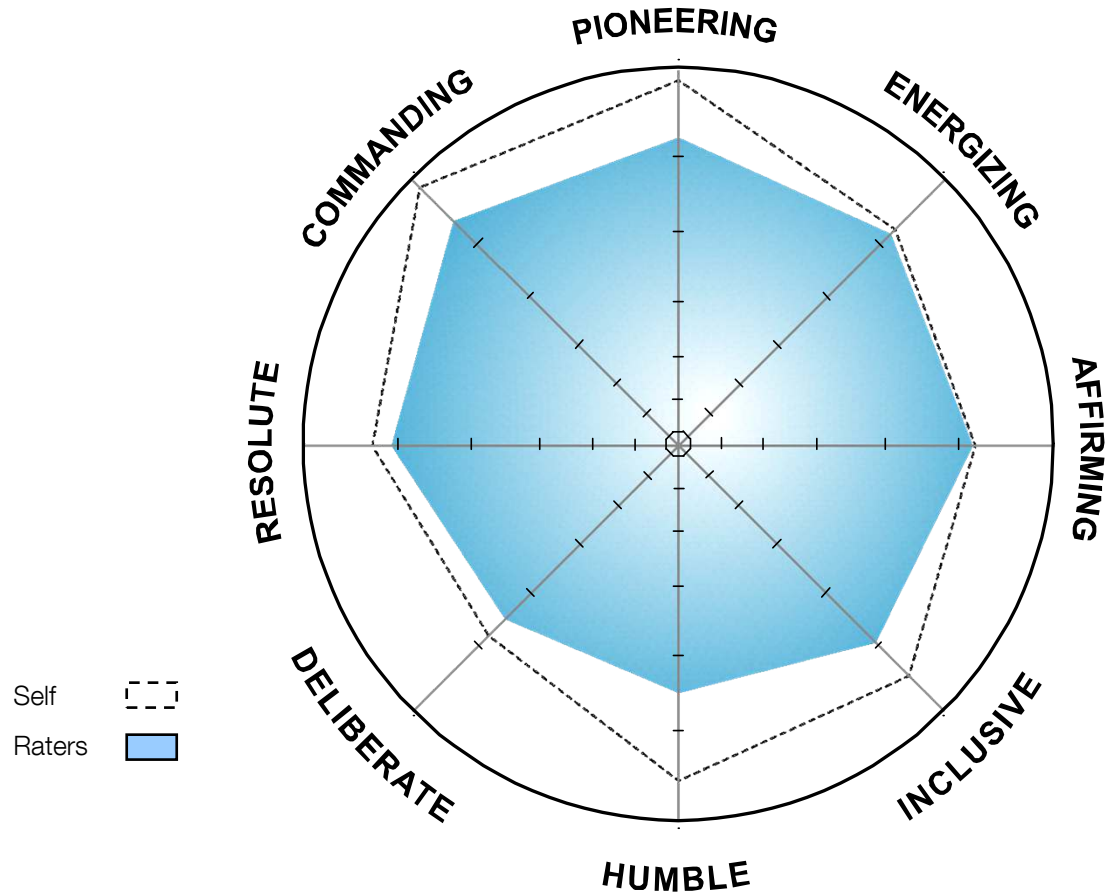 PIONEERING
ENERGIZING
COMMANDING
AFFIRMING
RESOLUTE
INCLUSIVE
DELIBERATE
HUMBLE
Self
Raters